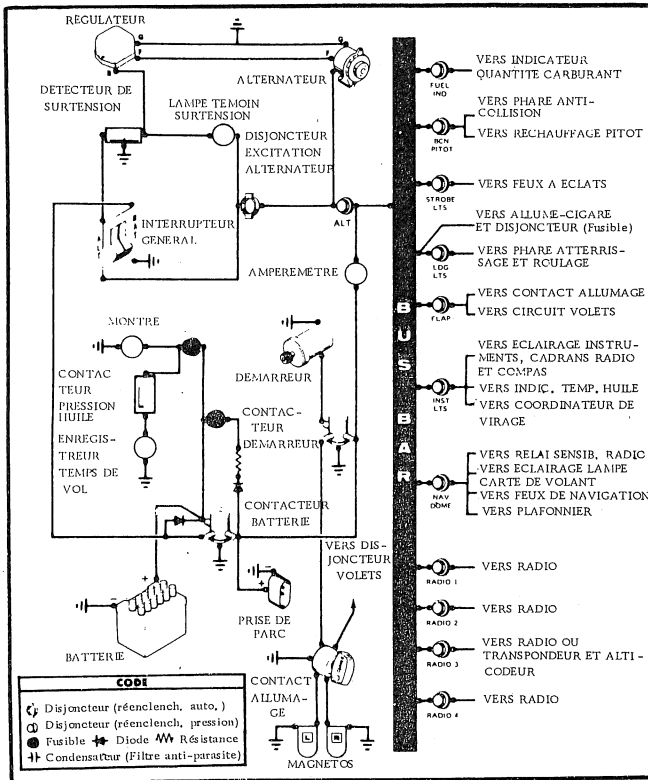 RÉGULATEUR
G
F
B
G
F
ALTERNATEUR
DÉTECTEUR DE
SURTENSION
LAMPE TEMOIN
SURTENSION
DISJONCTEUR
EXCITATION
ALTERNATEUR
INTERRUPTEUR
GENERAL
ALT
AMPEREMÈTRE
MONTRE
CONTAC
TEUR
PRESSION
HUILE
ENREGIS-
TREUR
TEMPS DE
VOL
DEMARREUR
CONTAC-
TEUR
DEMARREUR
CONTACTEUR
BATTERIE
VERS DIS-
JONCTEUR
VOLETS
+
-
BATTERIE
-
+
PRISE DE
PARC
CONTACT
ALLUMA-
GE
L
R
MAGNETOS
BUS BAR
FUEL
IND
VERS INDICATEUR
QUANTITE CARBURANT
BCN
PITOT
VERS PHARE ANTI-
COLLISION
VERS RECHAUFFAGE PITOT
STROBE
LTS
VERS FEUX A ECLATS
VERS ALLUME-CIGARE
ET DISJONCTEUR (Fusible)
LDG
LTS
VERS PHARE ATTERRIS-
SAGE ET ROULAGE
FLAP
VERS CONTACT ALLUMAGE
VERS CIRCUIT VOLETS
INST
LTS
VERS ECLAIRAGE INSTRU-
MENTS, CADRANS RADIO
ET COMPAS
VERS INDIC. TEMP. HUILE
VERS COORDINATEUR DE
VIRAGE
NAV
DOME
VERS RELAI SENSIB. RADIO
VERS ECLAIRAGE LAMPE
CARTE DE VOLANT
VERS FEUX DE NAVIGATION
VERS PLAFONNIER
RADIO 1
VERS RADIO
RADIO 2
VERS RADIO
RADIO 3
VERS RADIO OU
TRANSPONDEUR ET ALTI-
CODEUR
RADIO 4
VERS RADIO
CODE
Disjoncteur (réenclench. auto.)
Disjoncteur (réenclench. pression)
Fusible Diode Résistance
Condensateur (Filtre anti-parasite)